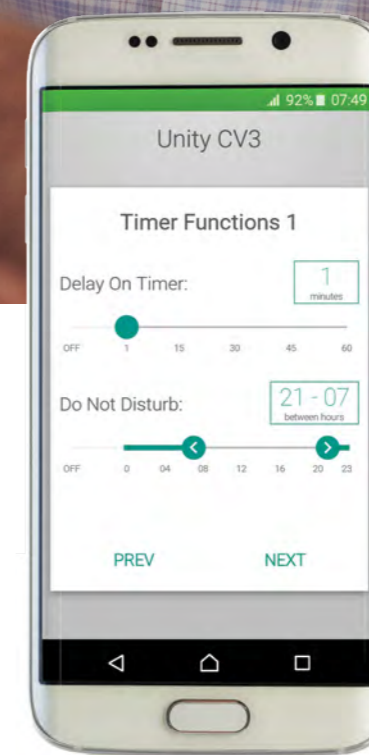 92% 07:49
Unity CV3
Timer Functions 1
Delay On Timer:
1
minutes
OFF 1 15 30 45 60
Do Not Disturb:
21 - 07
between hours
OFF 0 04 08 12 16 20 23
PREV NEXT